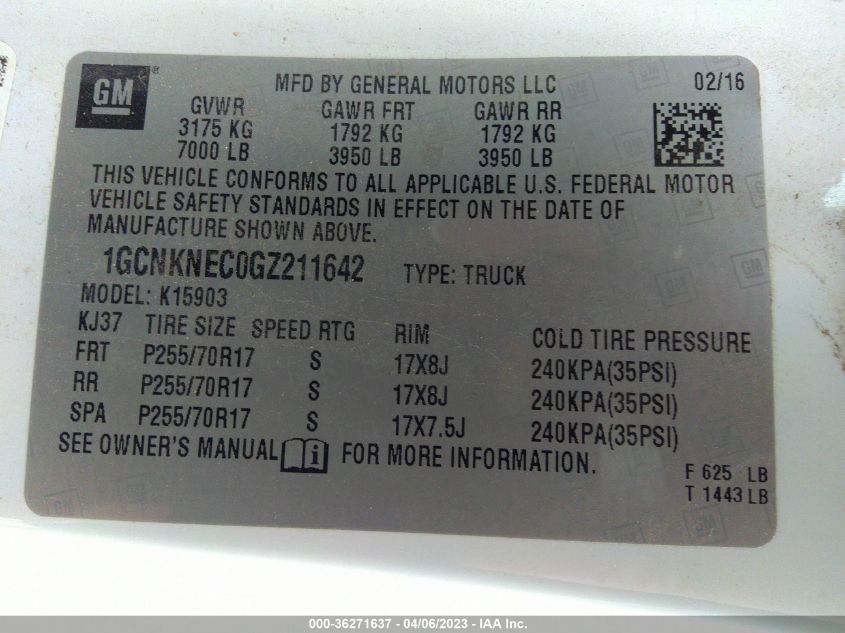 GM
MFD BY GENERAL MOTORS LLC 02/16
GVWR GAWR FRT GAWR RR
3175 KG 1792 KG 1792 KG
7000 LB 3950 LB 3950 LB
THIS VEHICLE CONFORMS TO ALL APPLICABLE U.S. FEDERAL MOTOR
VEHICLE SAFETY STANDARDS IN EFFECT ON THE DATE OF
MANUFACTURE SHOWN ABOVE.
1GCNKNEC0GZ211642 TYPE: TRUCK
MODEL: K15903
KJ37 TIRE SIZE SPEED RTG RIM COLD TIRE PRESSURE
FRT P255/70R17 S 17X8J 240KPA(35PSI)
RR P255/70R17 S 17X8J 240KPA(35PSI)
SPA P255/70R17 S 17X7.5J 240KPA(35PSI)
SEE OWNER'S MANUAL i FOR MORE INFORMATION.
F 625 LB
T 1443 LB
000-36271637 - 04/06/2023 - IAA Inc.